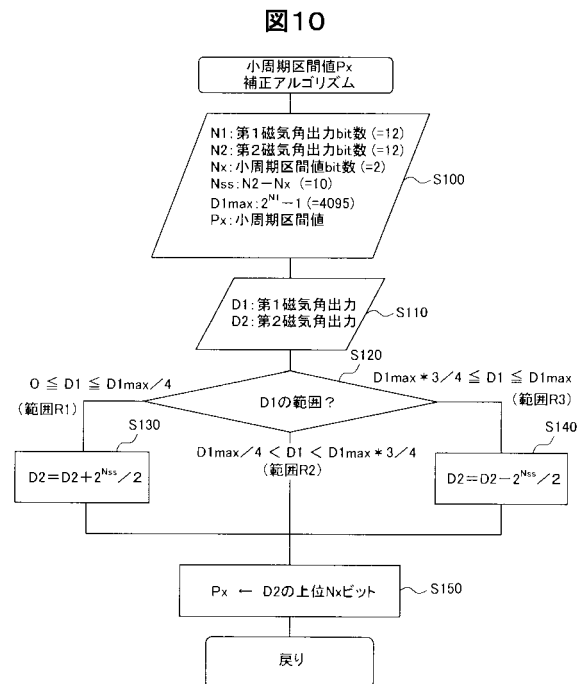 図10
小周期区間値Px
補正アルゴリズム
N1:第1磁気角出力bit数(=12)
N2:第2磁気角出力bit数(=12)
Nx:小周期区間値bit数(=2)
Nss:N2-Nx(=10)
D1max:2^N1-1(=4095)
Px:小周期区間値
S100
D1:第1磁気角出力
D2:第2磁気角出力
S110
S120
0 ≦ D1 ≦ D1max/4
(範囲R1)
D1max*3/4 ≦ D1 ≦ D1max
(範囲R3)
D1の範囲?
D1max/4 < D1 < D1max*3/4
(範囲R2)
S130
D2=D2+2^Nss/2
S140
D2=D2-2^Nss/2
Px ← D2の上位Nxビット
S150
戻り